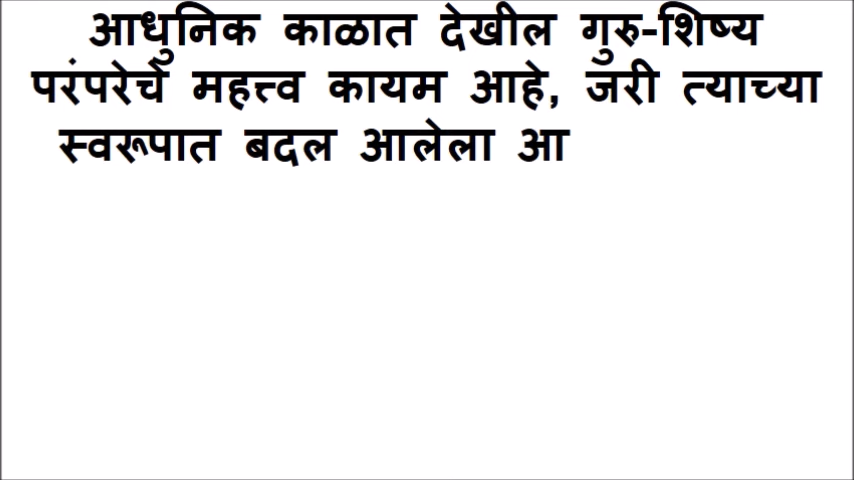 आधुनिक काळात देखील गुरु-शिष्य
परंपरेचे महत्त्व कायम आहे, जरी त्याच्या
स्वरूपात बदल आलेला आ